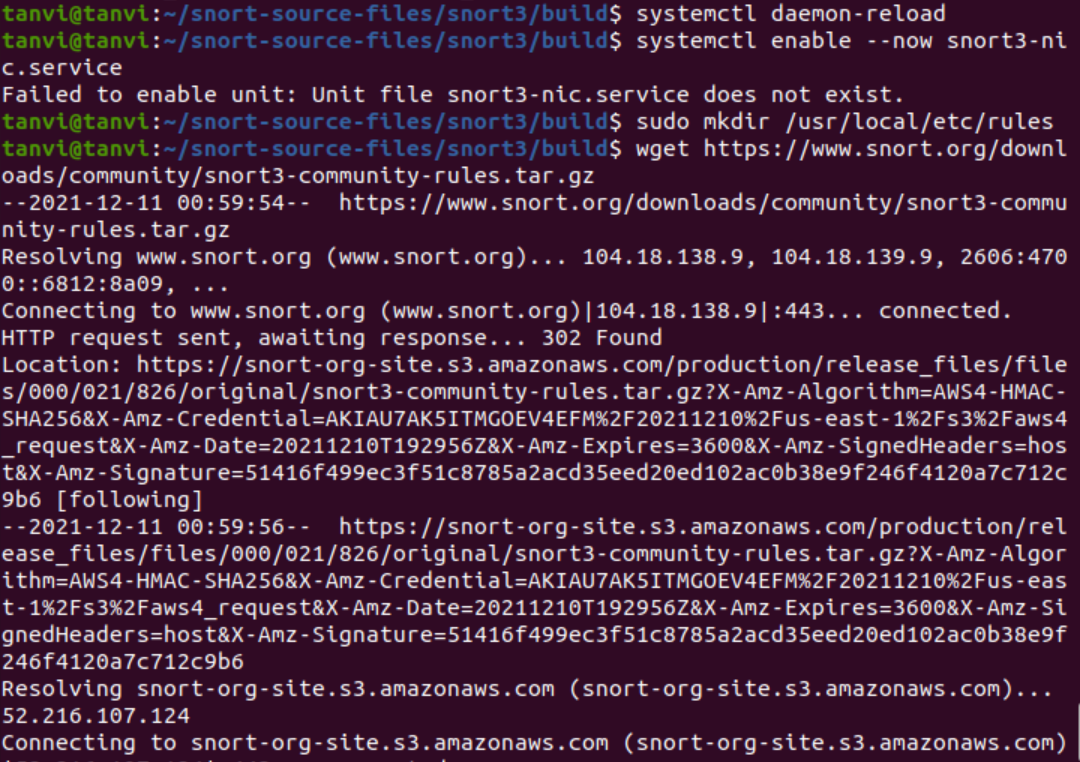 tanvi@tanvi:~/snort-source-files/snort3/build$ systemctl daemon-reload
tanvi@tanvi:~/snort-source-files/snort3/build$ systemctl enable --now snort3-ni
c.service
Failed to enable unit: Unit file snort3-nic.service does not exist.
tanvi@tanvi:~/snort-source-files/snort3/build$ sudo mkdir /usr/local/etc/rules
tanvi@tanvi:~/snort-source-files/snort3/build$ wget https://www.snort.org/downl
oads/community/snort3-community-rules.tar.gz
--2021-12-11 00:59:54--  https://www.snort.org/downloads/community/snort3-commu
nity-rules.tar.gz
Resolving www.snort.org (www.snort.org)... 104.18.138.9, 104.18.139.9, 2606:470
0::6812:8a09, ...
Connecting to www.snort.org (www.snort.org)|104.18.138.9|:443... connected.
HTTP request sent, awaiting response... 302 Found
Location: https://snort-org-site.s3.amazonaws.com/production/release_files/file
s/000/021/826/original/snort3-community-rules.tar.gz?X-Amz-Algorithm=AWS4-HMAC-
SHA256&X-Amz-Credential=AKIAU7AK5ITMGOEV4EFM%2F20211210%2Fus-east-1%2Fs3%2Faws4
_request&X-Amz-Date=20211210T192956Z&X-Amz-Expires=3600&X-Amz-SignedHeaders=hos
t&X-Amz-Signature=51416f499ec3f51c8785a2acd35eed20ed102ac0b38e9f246f4120a7c712c
9b6 [following]
--2021-12-11 00:59:56--  https://snort-org-site.s3.amazonaws.com/production/rel
ease_files/files/000/021/826/original/snort3-community-rules.tar.gz?X-Amz-Algor
ithm=AWS4-HMAC-SHA256&X-Amz-Credential=AKIAU7AK5ITMGOEV4EFM%2F20211210%2Fus-eas
t-1%2Fs3%2Faws4_request&X-Amz-Date=20211210T192956Z&X-Amz-Expires=3600&X-Amz-Si
gnedHeaders=host&X-Amz-Signature=51416f499ec3f51c8785a2acd35eed20ed102ac0b38e9f
246f4120a7c712c9b6
Resolving snort-org-site.s3.amazonaws.com (snort-org-site.s3.amazonaws.com)...
52.216.107.124
Connecting to snort-org-site.s3.amazonaws.com (snort-org-site.s3.amazonaws.com)